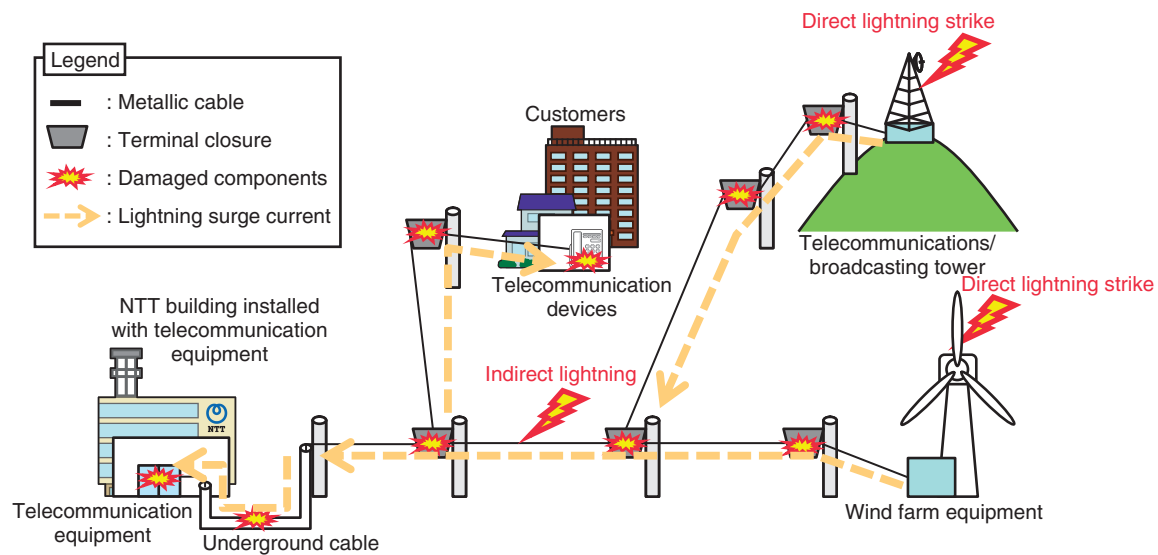 Legend
: Metallic cable
: Terminal closure
: Damaged components
: Lightning surge current
Direct lightning strike
Customers
Telecommunication
devices
Telecommunications/
broadcasting tower
Direct lightning strike
NTT building installed
with telecommunication
equipment
NTT
Indirect lightning
Telecommunication
equipment
Underground cable
Wind farm equipment